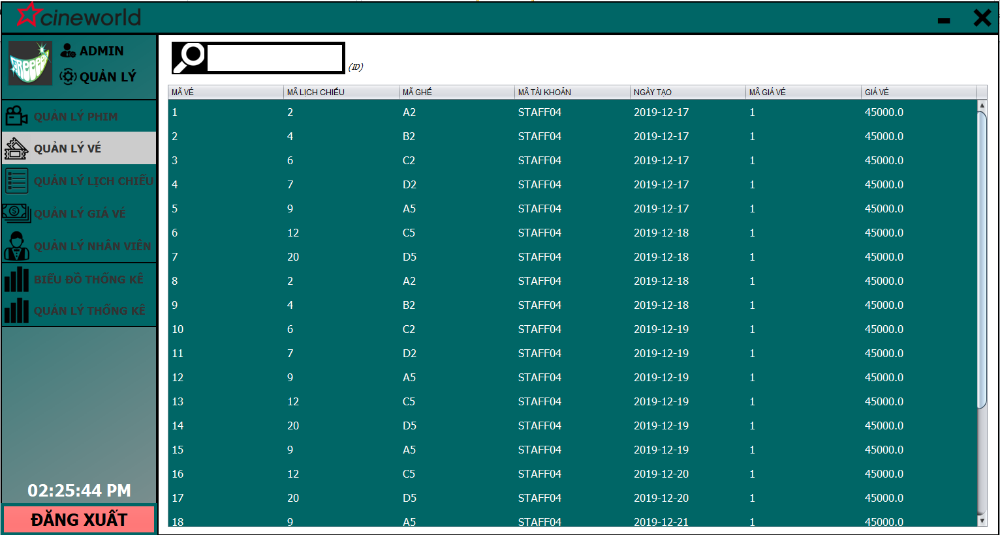 cineworld
GREEEEN
ADMIN
QUẢN LÝ
QUẢN LÝ PHIM
QUẢN LÝ VÉ
QUẢN LÝ LỊCH CHIẾU
QUẢN LÝ GIÁ VÉ
QUẢN LÝ NHÂN VIÊN
BIỂU ĐỒ THỐNG KÊ
QUẢN LÝ THỐNG KÊ
02:25:44 PM
ĐĂNG XUẤT
(ID)
MÃ VÉ MÃ LỊCH CHIẾU MÃ GHẾ MÃ TÀI KHOẢN NGÀY TẠO MÃ GIÁ VÉ GIÁ VÉ
1 2 A2 STAFF04 2019-12-17 1 45000.0
2 4 B2 STAFF04 2019-12-17 1 45000.0
3 6 C2 STAFF04 2019-12-17 1 45000.0
4 7 D2 STAFF04 2019-12-17 1 45000.0
5 9 A5 STAFF04 2019-12-17 1 45000.0
6 12 C5 STAFF04 2019-12-18 1 45000.0
7 20 D5 STAFF04 2019-12-18 1 45000.0
8 2 A2 STAFF04 2019-12-18 1 45000.0
9 4 B2 STAFF04 2019-12-18 1 45000.0
10 6 C2 STAFF04 2019-12-19 1 45000.0
11 7 D2 STAFF04 2019-12-19 1 45000.0
12 9 A5 STAFF04 2019-12-19 1 45000.0
13 12 C5 STAFF04 2019-12-19 1 45000.0
14 20 D5 STAFF04 2019-12-19 1 45000.0
15 9 A5 STAFF04 2019-12-19 1 45000.0
16 12 C5 STAFF04 2019-12-20 1 45000.0
17 20 D5 STAFF04 2019-12-20 1 45000.0
18 9 A5 STAFF04 2019-12-21 1 45000.0